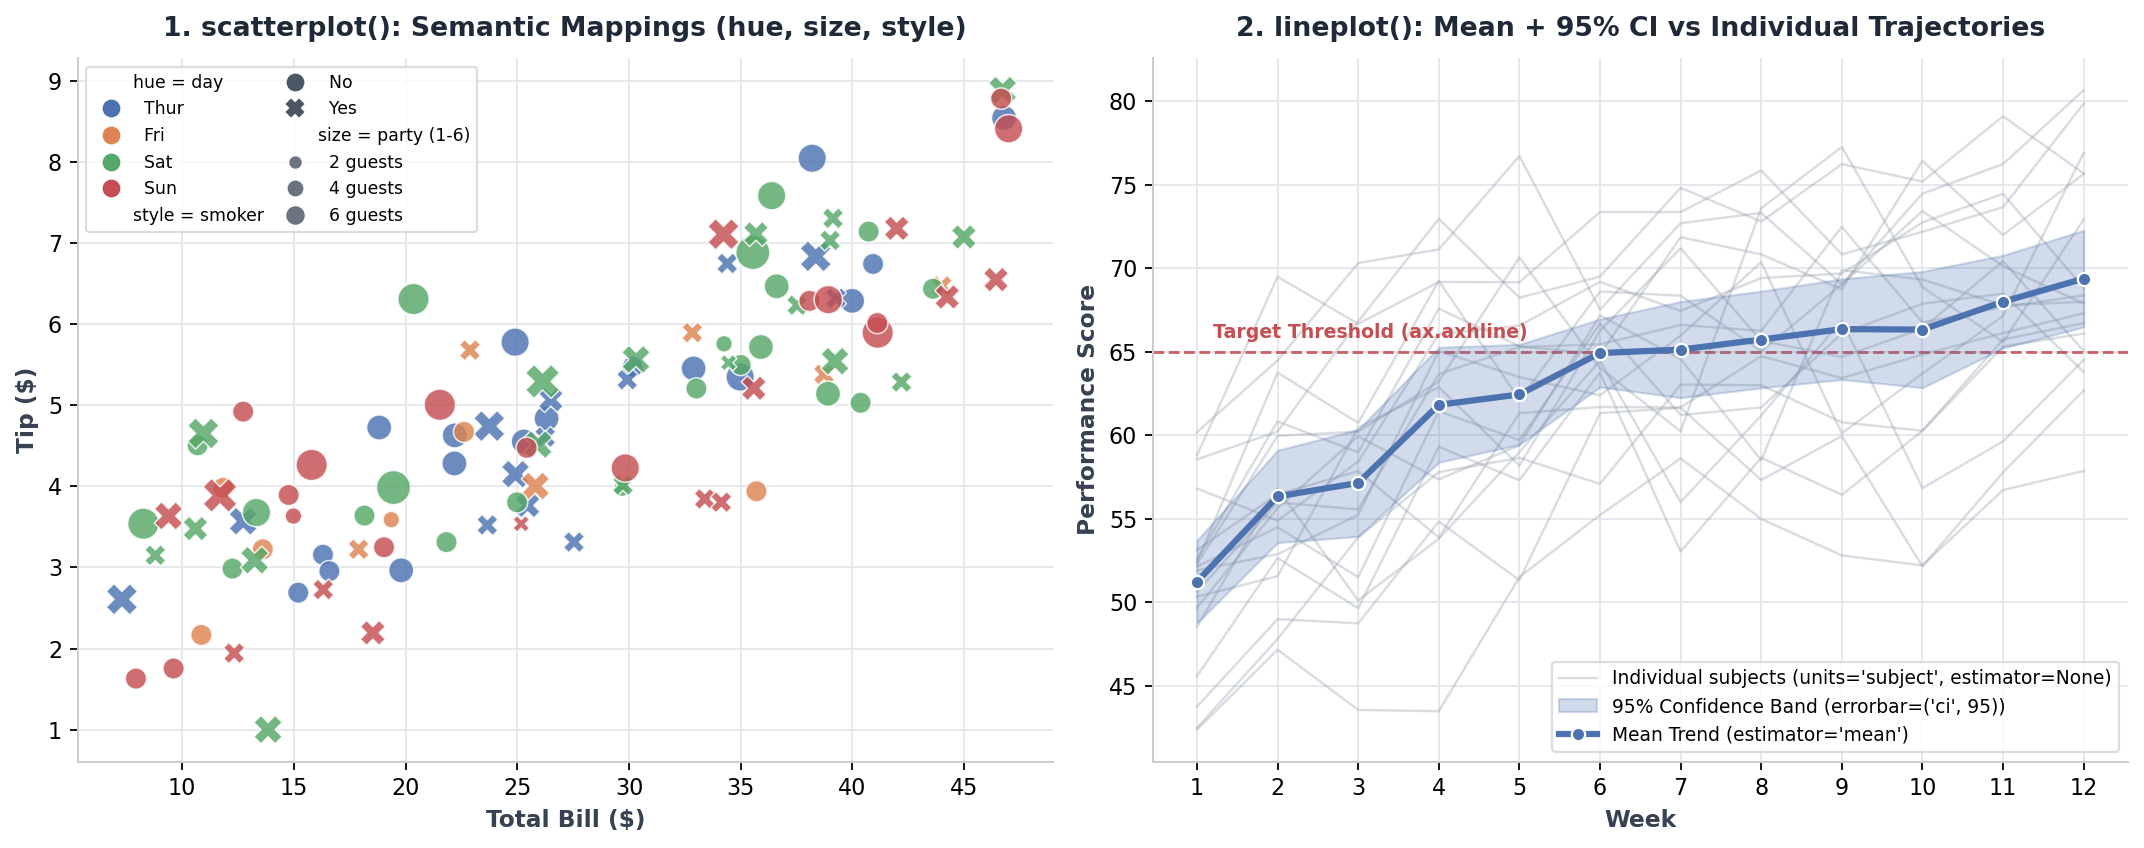 1. scatterplot(): Semantic Mappings (hue, size, style)
hue = day
Thur
Fri
Sat
Sun
style = smoker
No
Yes
size = party (1-6)
2 guests
4 guests
6 guests
9
8
7
6
5
4
3
2
1
Tip ($)
10 15 20 25 30 35 40 45
Total Bill ($)
2. lineplot(): Mean + 95% CI vs Individual Trajectories
80
75
70
65
60
55
50
45
Performance Score
Target Threshold (ax.axhline)
Individual subjects (units='subject', estimator=None)
95% Confidence Band (errorbar=('ci', 95))
Mean Trend (estimator='mean')
1 2 3 4 5 6 7 8 9 10 11 12
Week